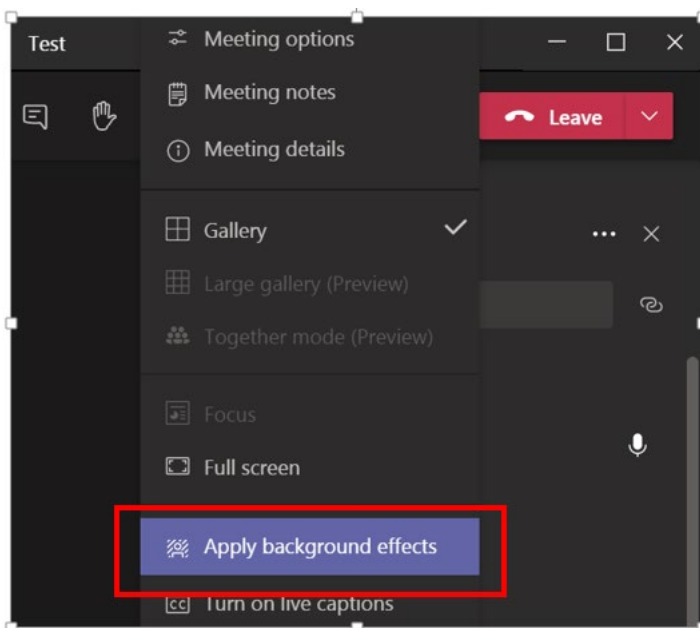 Test
Meeting options
Meeting notes
Leave
Meeting details
Gallery
Large gallery (Preview)
Together mode (Preview)
Focus
Full screen
Apply background effects
CC Turn on live captions